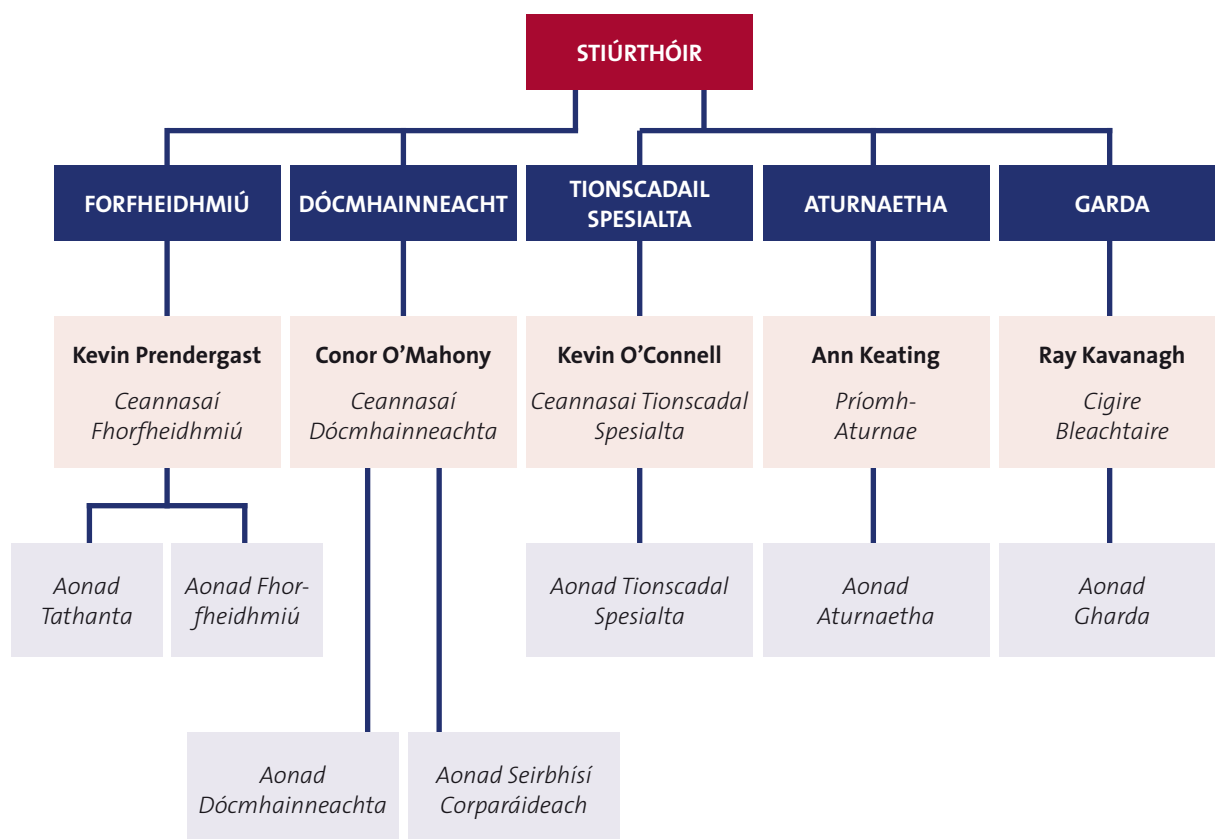 STIÚRTHÓIR
FORFHEIDHMIÚ
DÓCMHAINNEACHT
TIONSCADAIL
SPESIALTA
ATURNAETHA
GARDA
Kevin Prendergast
Ceannasaí
Fhorfheidhmiú
Conor O’Mahony
Ceannasaí
Dócmhainneachta
Kevin O’Connell
Ceannasai Tionscadal
Spesialta
Ann Keating
Príomh-
Aturnae
Ray Kavanagh
Cigire
Bleachtaire
Aonad
Tathanta
Aonad Fhor-
fheidhmiú
Aonad Tionscadal
Spesialta
Aonad
Aturnaetha
Aonad
Gharda
Aonad
Dócmhainneachta
Aonad Seirbhísí
Corparáideach